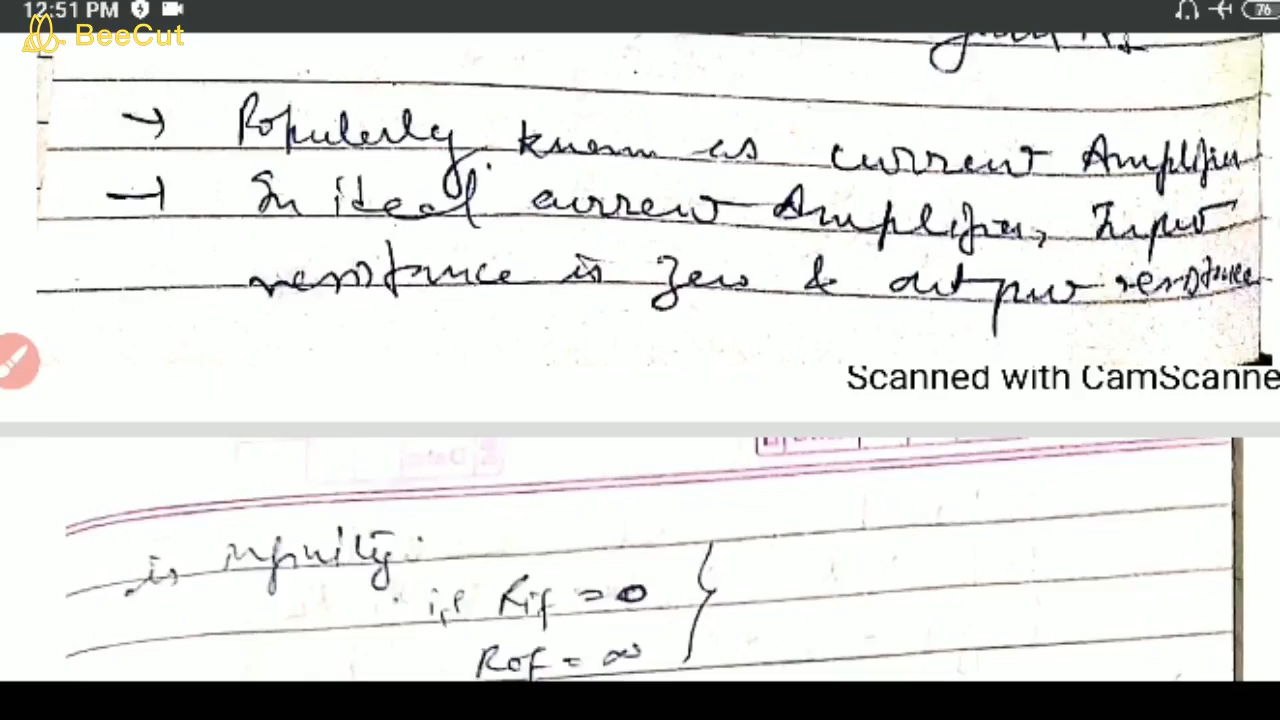 12:51 PM 76
BeeCut
→ Popularly known as current Amplifier
→ In ideal current Amplifier, Input
resistance is zero & output resistance
Scanned with CamScanne
is infinity.
i.e Rif = 0
Rof = ∞